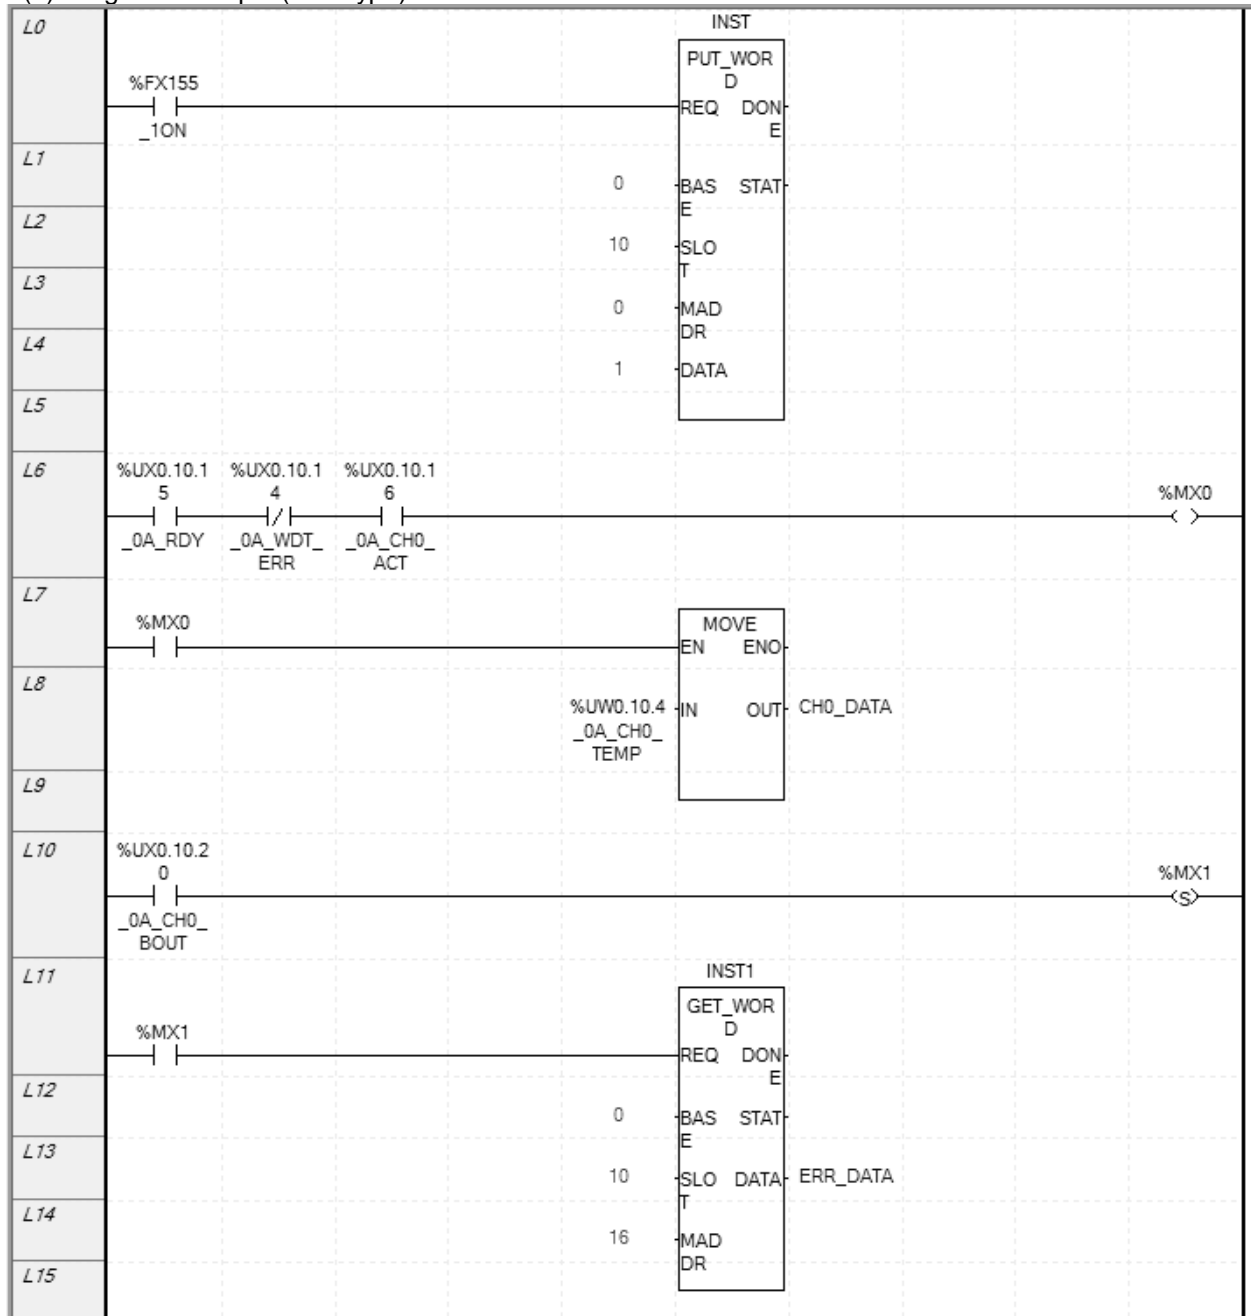 L0
INST
PUT_WOR
D
%FX155
REQ DON
E
_1ON
L1
0
BAS STAT
E
L2
10
SLO
T
L3
0
MAD
DR
L4
1
DATA
L5
L6
%UX0.10.1 %UX0.10.1 %UX0.10.1
5 4 6
%MX0
_0A_RDY _0A_WDT_ _0A_CH0_
ERR ACT
L7
%MX0
MOVE
EN ENO
L8
%UW0.10.4 IN OUT CH0_DATA
_0A_CH0_
TEMP
L9
L10
%UX0.10.2
0
%MX1
S
_0A_CH0_
BOUT
L11
INST1
GET_WOR
D
%MX1
REQ DON
E
L12
0
BAS STAT
E
L13
10
SLO DATA ERR_DATA
T
L14
16
MAD
DR
L15